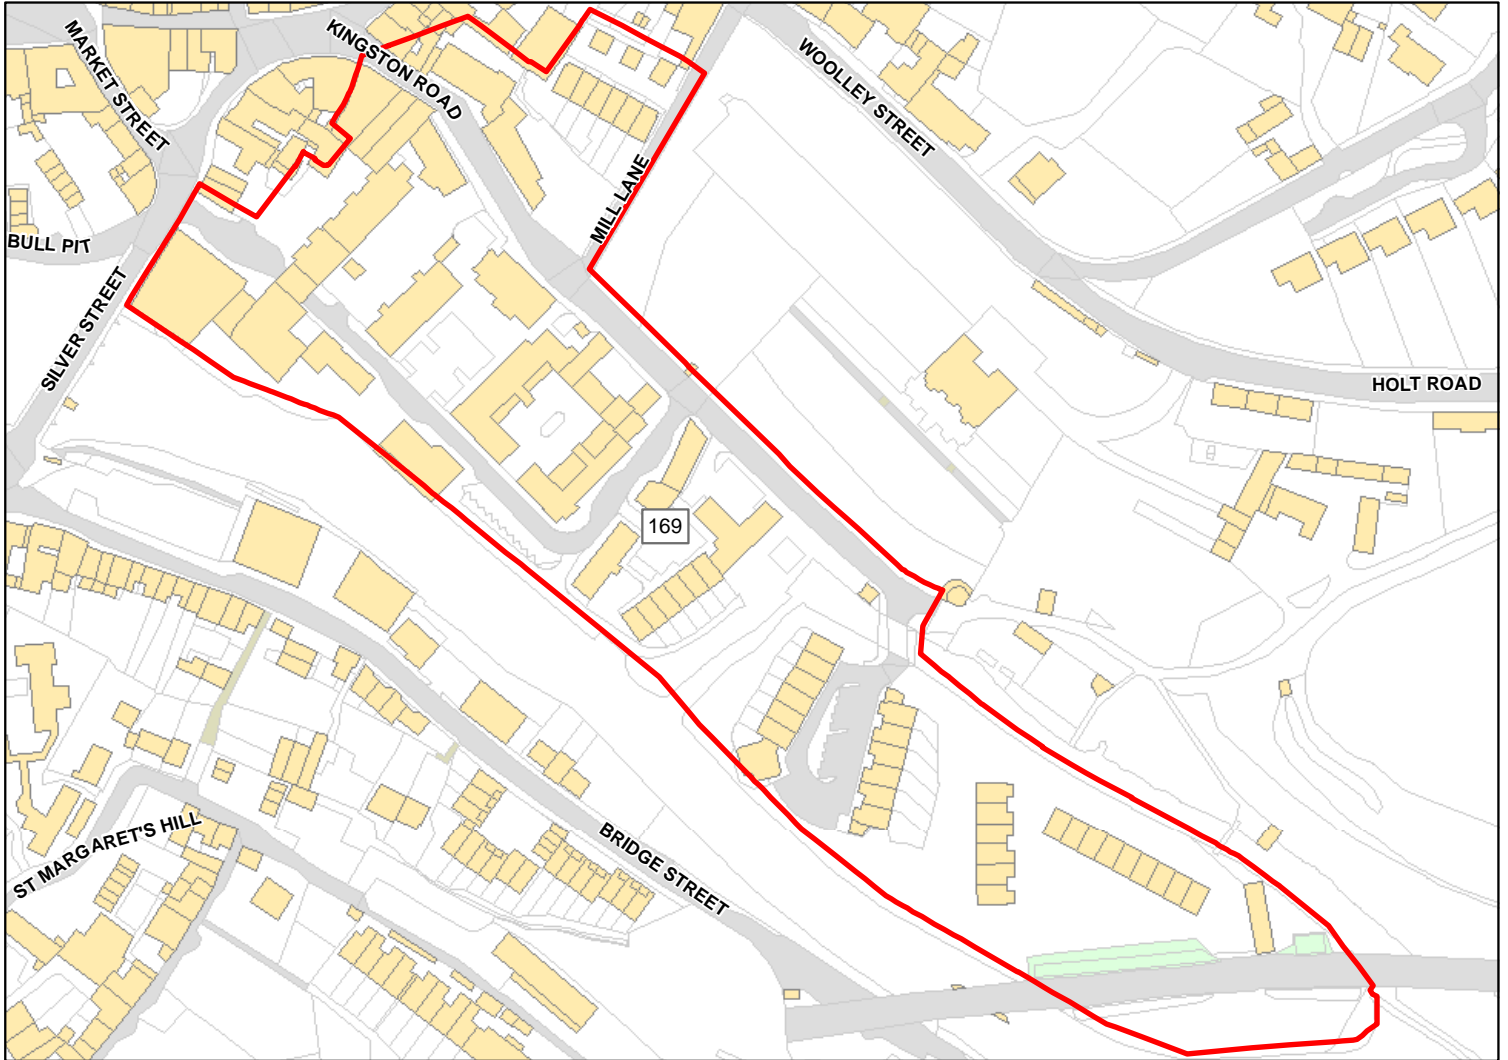 MARKET STREET
KINGSTON ROAD
WOOLLEY STREET
MILL LANE
BULL PIT
SILVER STREET
HOLT ROAD
169
ST MARGARET'S HILL
BRIDGE STREET